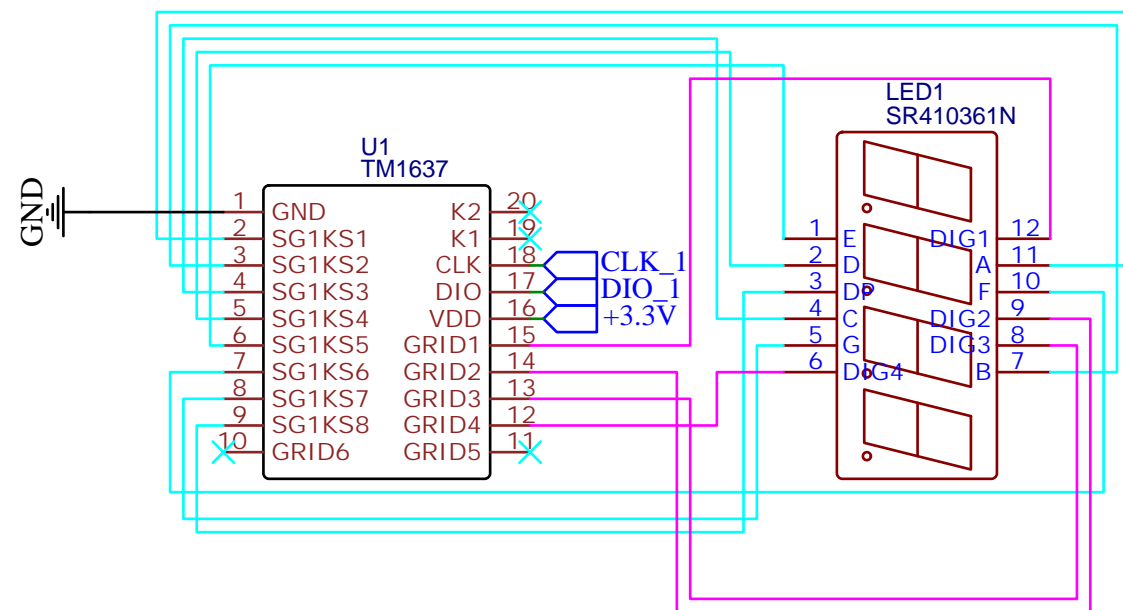 LED1
SR410361N
U1
TM1637
GND
1 GND K2 20
2 SG1KS1 K1 19
3 SG1KS2 CLK 18 CLK_1
4 SG1KS3 DIO 17 DIO_1
5 SG1KS4 VDD 16 +3.3V
6 SG1KS5 GRID1 15
7 SG1KS6 GRID2 14
8 SG1KS7 GRID3 13
9 SG1KS8 GRID4 12
10 GRID6 GRID5 11
1 E DIG1 12
2 D A 11
3 DP F 10
4 C DIG2 9
5 G DIG3 8
6 DIG4 B 7